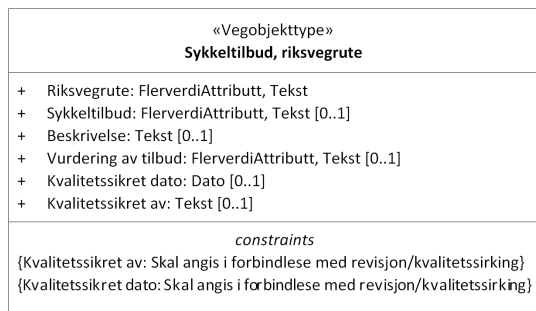 «Vegobjekttype»
Sykkeltilbud, riksvegrute
+ Riksvegrute: FlerverdiAttributt, Tekst
+ Sykkeltilbud: FlerverdiAttributt, Tekst [0..1]
+ Beskrivelse: Tekst [0..1]
+ Vurdering av tilbud: FlerverdiAttributt, Tekst [0..1]
+ Kvalitetssikret dato: Dato [0..1]
+ Kvalitetssikret av: Tekst [0..1]
constraints
{Kvalitetssikret av: Skal angis i forbindlese med revisjon/kvalitetssirking}
{Kvalitetssikret dato: Skal angis i forbindlese med revisjon/kvalitetssirking}